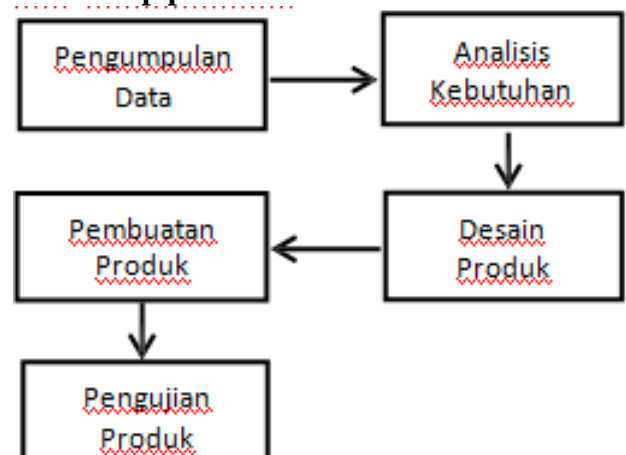 Pengumpulan
Data
Analisis
Kebutuhan
Desain
Produk
Pembuatan
Produk
Pengujian
Produk